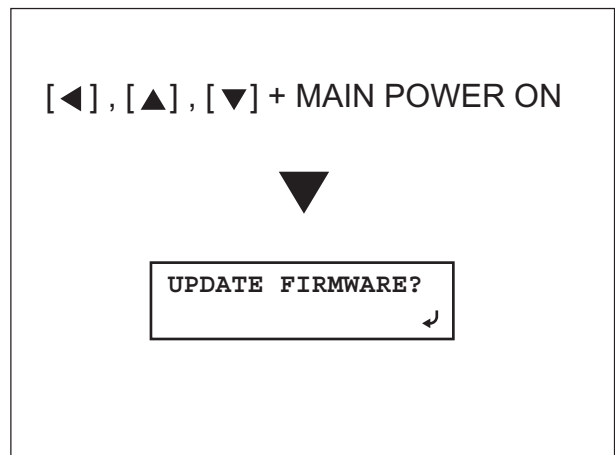 [◀] , [▲] , [▼] + MAIN POWER ON
▼
UPDATE FIRMWARE?
↵